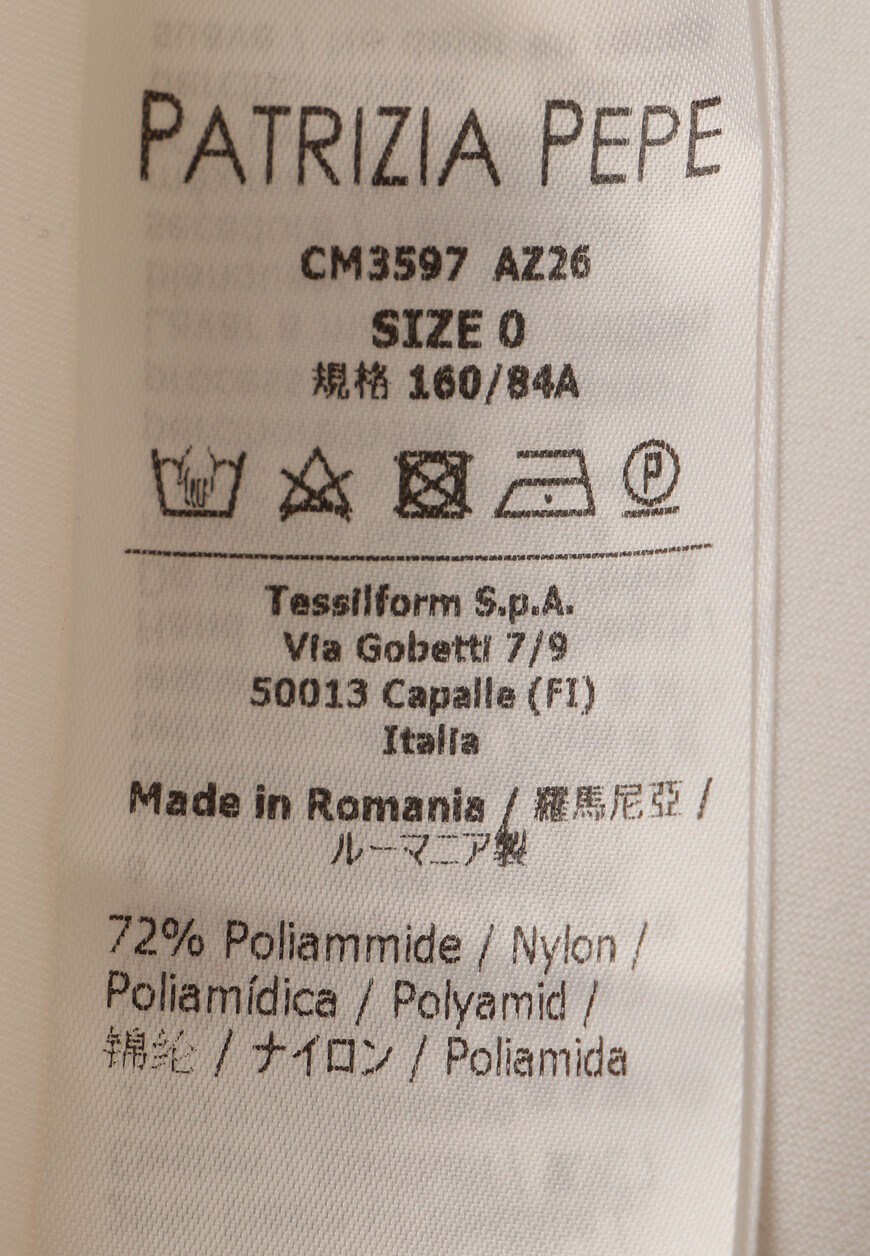 PATRIZIA PEPE
CM3597 AZ26
SIZE 0
規格 160/84A
P
Tessilform S.p.A.
Via Gobetti 7/9
50013 Capalle (FI)
Italia
Made in Romania / 羅馬尼亞 /
ルーマニア製
72% Poliammide / Nylon /
Poliamídica / Polyamid /
锦纶 / ナイロン / Poliamida